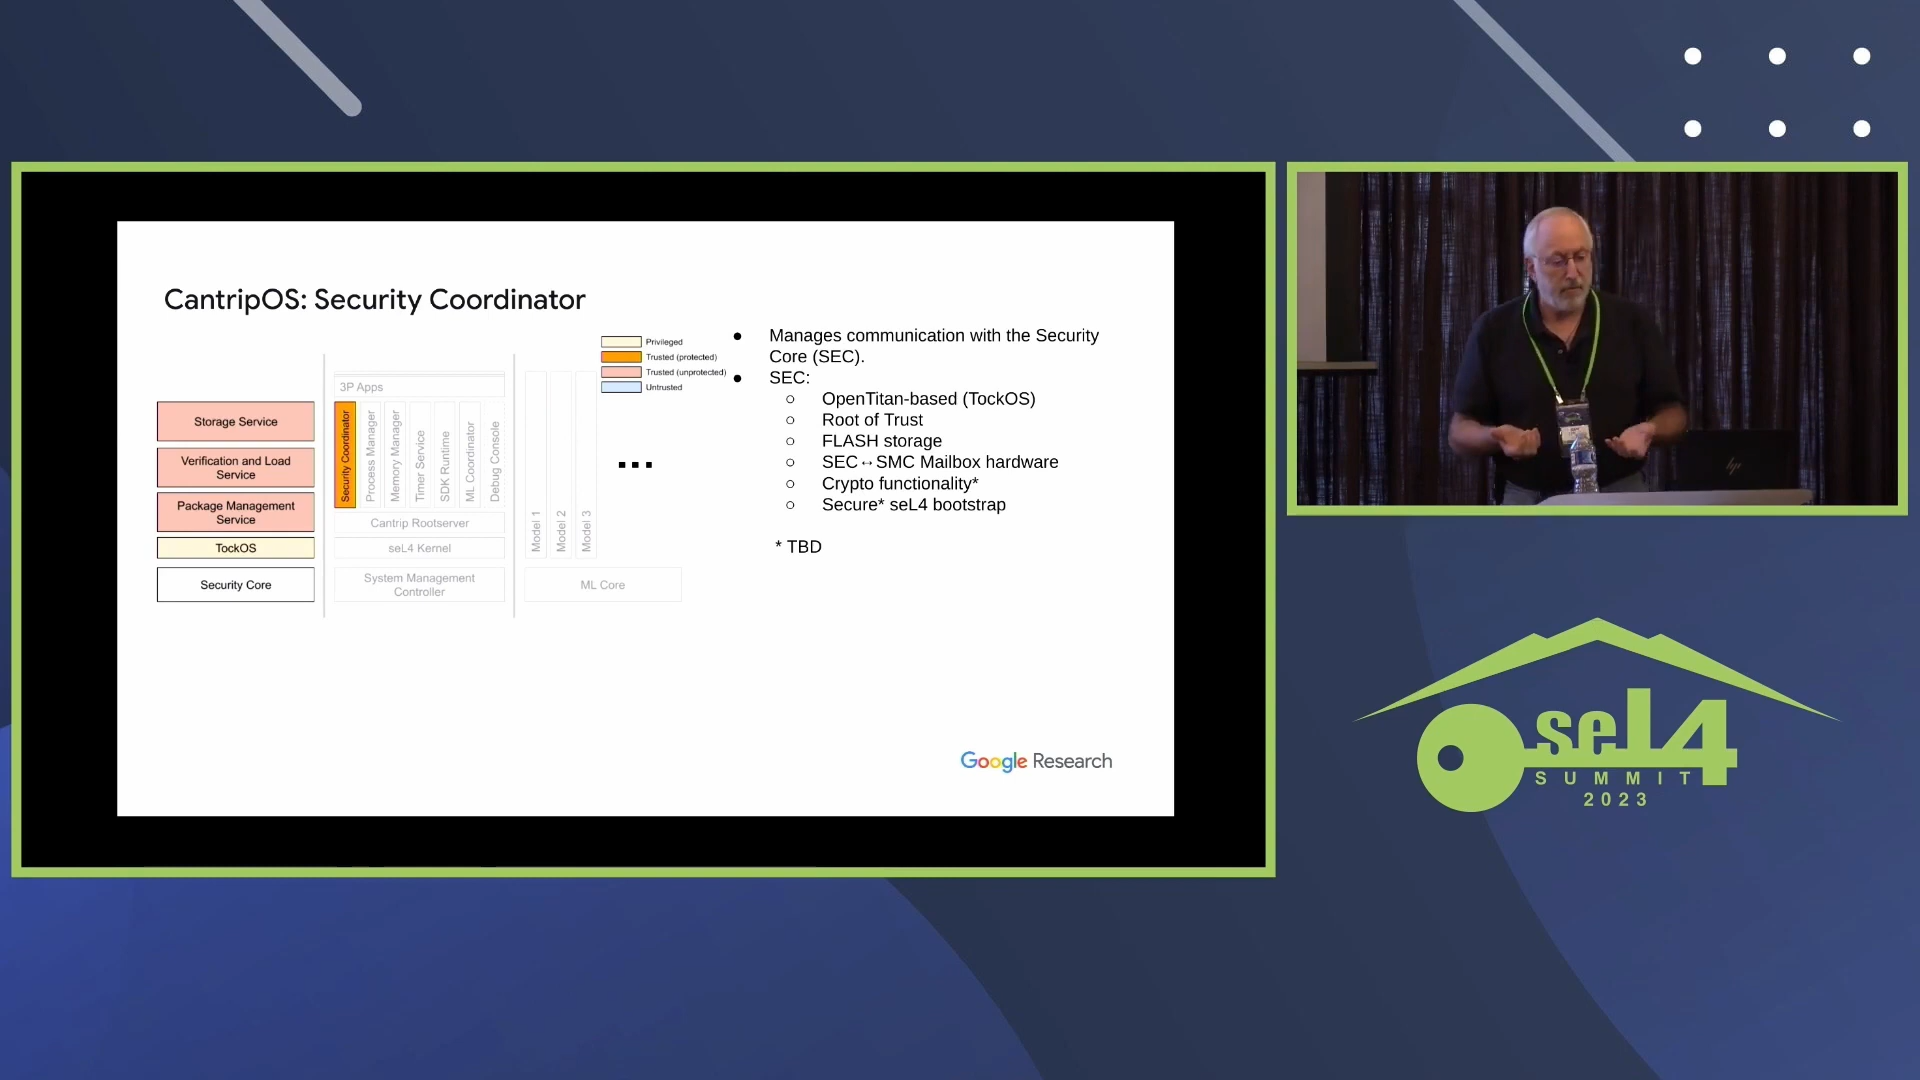 CantripOS: Security Coordinator
Privileged
Trusted (protected)
Trusted (unprotected)
Untrusted
3P Apps
Storage Service
Verification and Load
Service
Package Management
Service
TockOS
Security Core
Security Coordinator
Process Manager
Memory Manager
Timer Service
SDK Runtime
ML Coordinator
Debug Console
Cantrip Rootserver
seL4 Kernel
System Management
Controller
Model 1
Model 2
Model 3
...
ML Core
● Manages communication with the Security
Core (SEC).
● SEC:
○ OpenTitan-based (TockOS)
○ Root of Trust
○ FLASH storage
○ SEC↔SMC Mailbox hardware
○ Crypto functionality*
○ Secure* seL4 bootstrap
* TBD
Google Research
hp
seL4
SUMMIT
2023